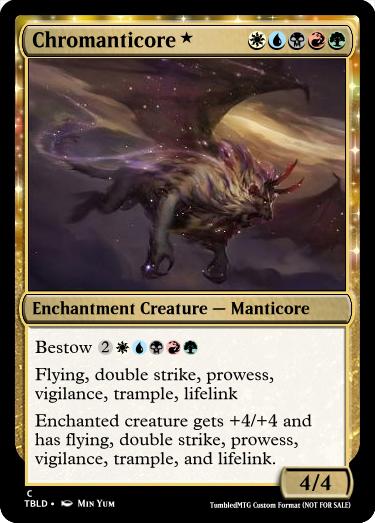 Chromanticore ★
Enchantment Creature — Manticore
Bestow 2
Flying, double strike, prowess,
vigilance, trample, lifelink
Enchanted creature gets +4/+4 and
has flying, double strike, prowess,
vigilance, trample, and lifelink.
4/4
C
TBLD • Min Yum
TumbledMTG Custom Format (NOT FOR SALE)